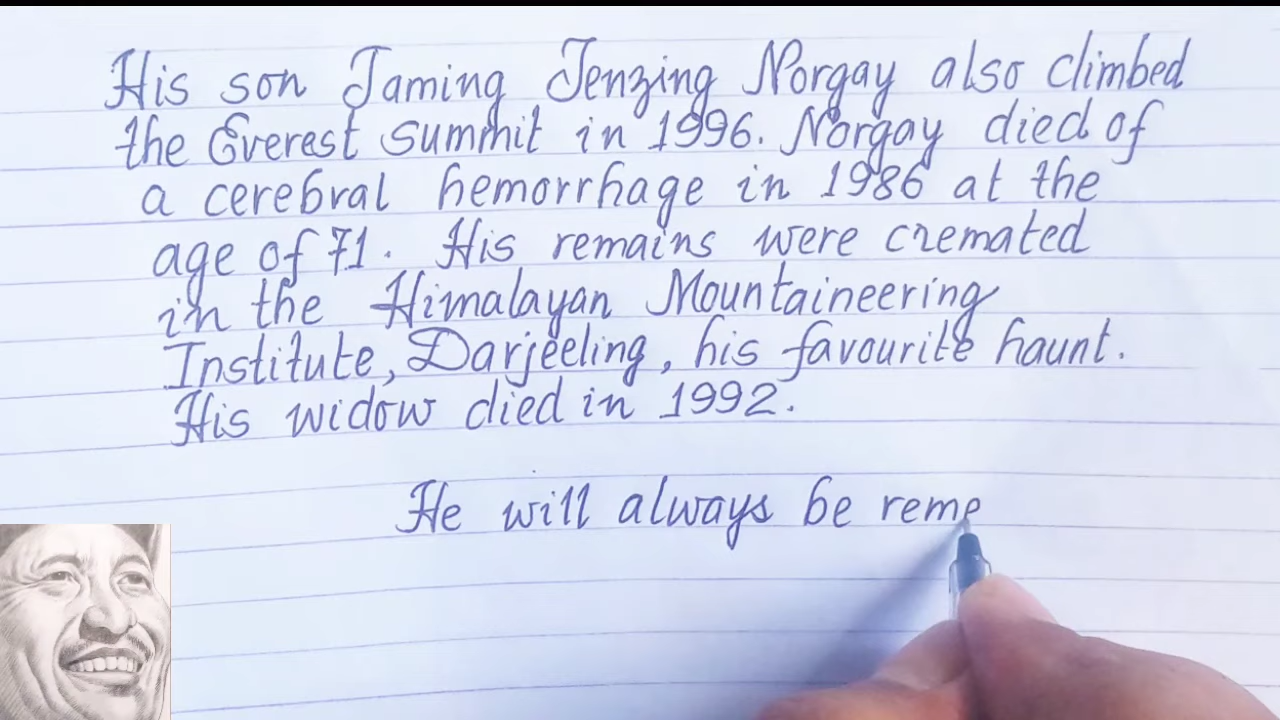 His son Jaming Tenzing Norgay also climbed
the Everest summit in 1996. Norgay died of
a cerebral hemorrhage in 1986 at the
age of 71. His remains were cremated
in the Himalayan Mountaineering
Institute, Darjeeling, his favourite haunt.
His widow died in 1992.
He will always be reme